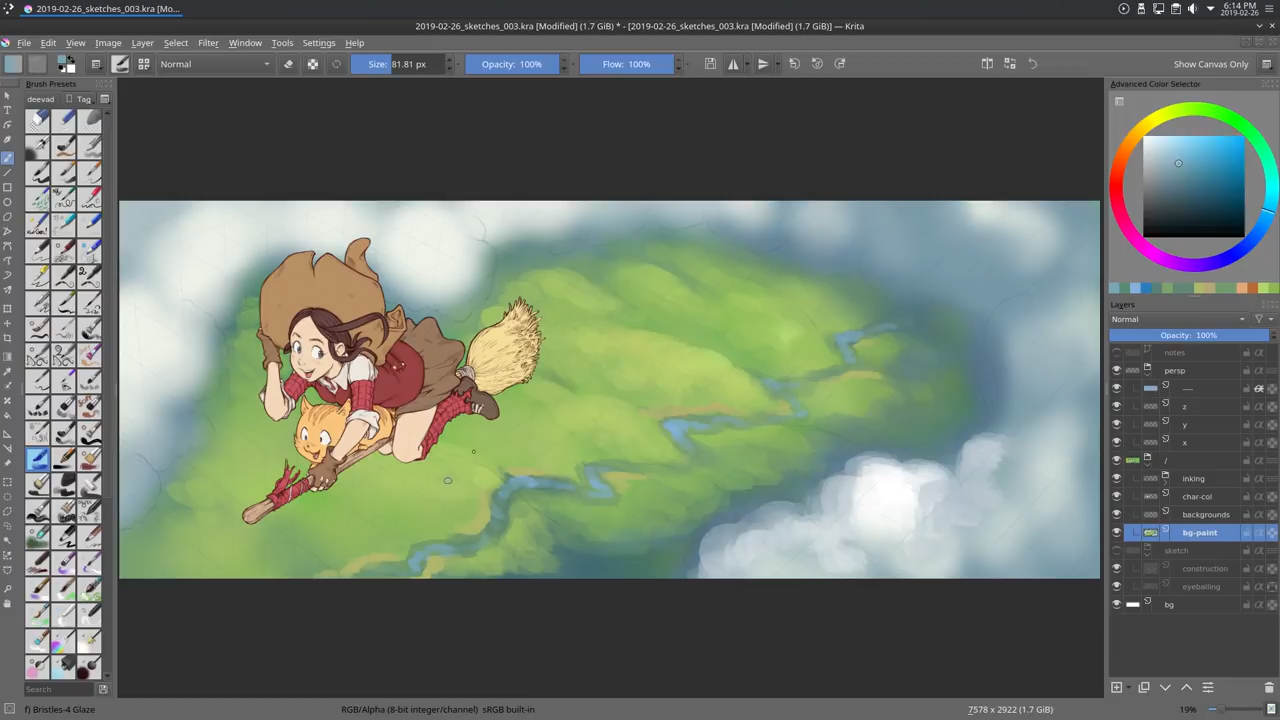 2019-02-26_sketches_003.kra [Mo...
6:14 PM
2019-02-26
2019-02-26_sketches_003.kra [Modified] (1.7 GiB) * - [2019-02-26_sketches_003.kra [Modified] (1.7 GiB)] — Krita
File Edit View Image Layer Select Filter Window Tools Settings Help
Normal Size: 81.81 px Opacity: 100% Flow: 100% Show Canvas Only
Brush Presets
deevad Tag
Advanced Color Selector
Layers
Normal
Opacity: 100%
notes
persp
----
z
y
x
/
inking
char-col
backgrounds
bg-paint
sketch
construction
eyeballing
bg
Search
f) Bristles-4 Glaze RGB/Alpha (8-bit integer/channel) sRGB built-in 7578 x 2922 (1.7 GiB) 19%